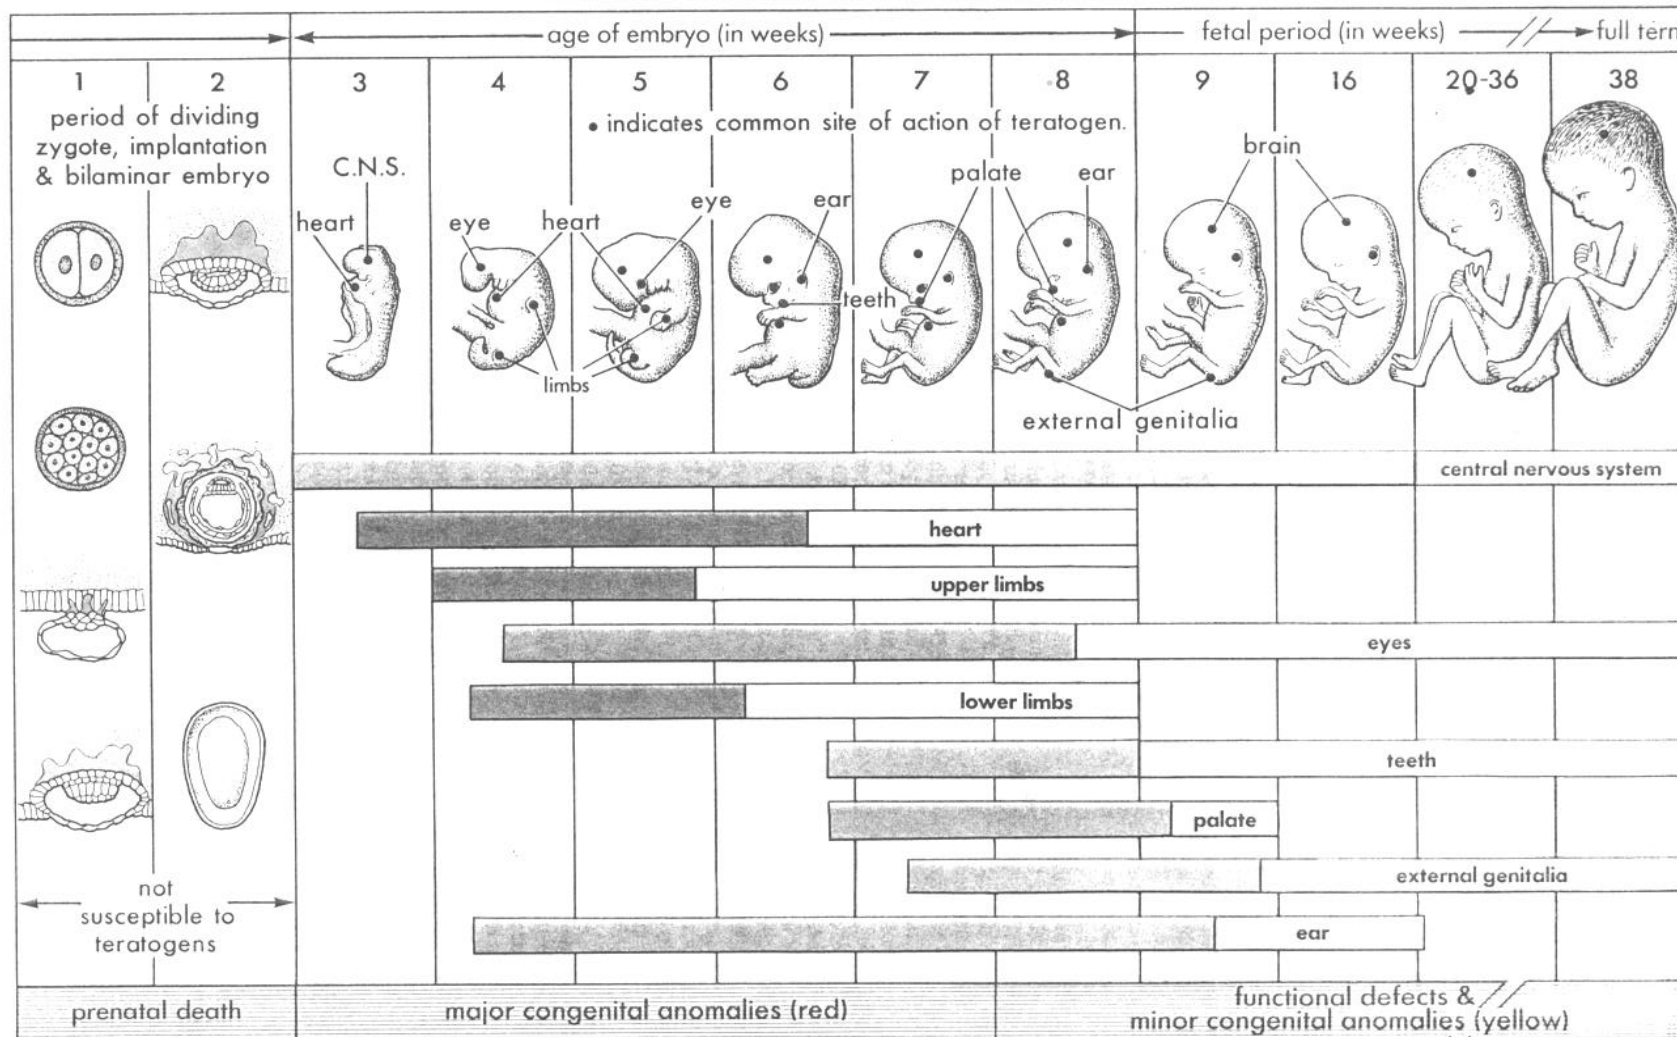 age of embryo (in weeks)
fetal period (in weeks)
full term
1
2
3
4
5
6
7
8
9
16
20-36
38
period of dividing
zygote, implantation
& bilaminar embryo
• indicates common site of action of teratogen.
C.N.S.
heart
eye
heart
limbs
eye
ear
teeth
palate
ear
external genitalia
brain
central nervous system
heart
upper limbs
eyes
lower limbs
teeth
palate
external genitalia
ear
not
susceptible to
teratogens
prenatal death
major congenital anomalies (red)
functional defects &
minor congenital anomalies (yellow)